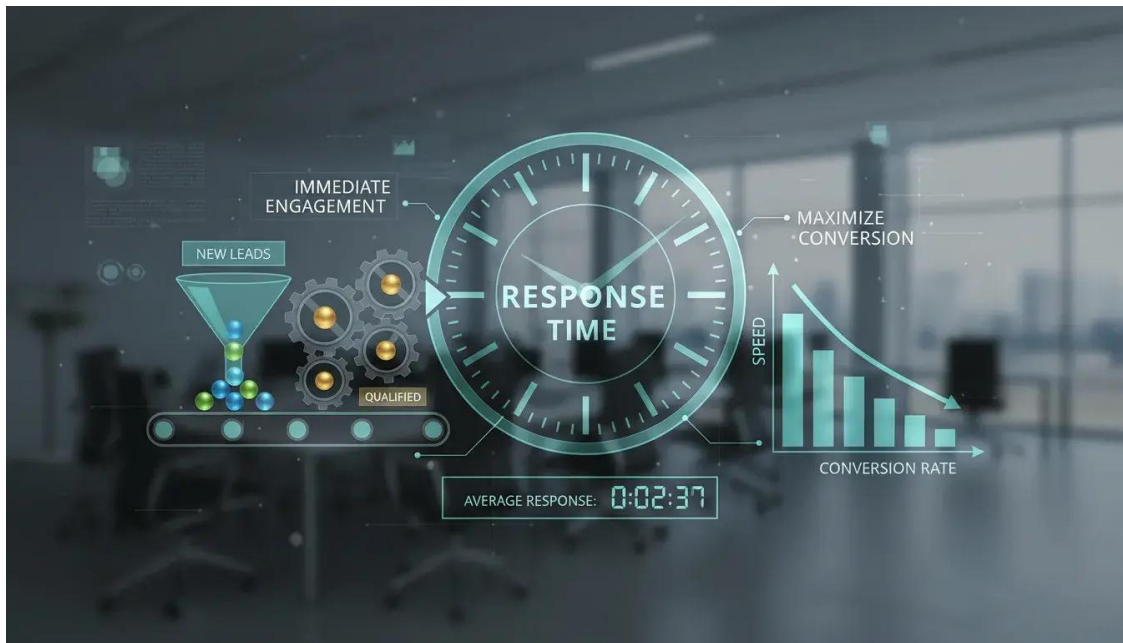 IMMEDIATE
ENGAGEMENT
NEW LEADS
QUALIFIED
RESPONSE
TIME
AVERAGE RESPONSE: 0:02:37
MAXIMIZE
CONVERSION
SPEED
CONVERSION RATE